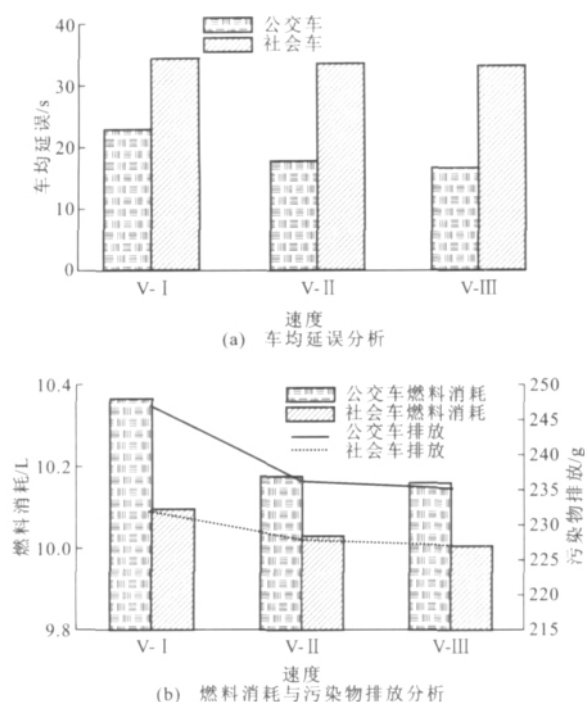 公交车
社会车
40
30
20
10
0
车均延误/s
V-Ⅰ
V-Ⅱ
V-Ⅲ
速度
(a) 车均延误分析
公交车燃料消耗
社会车燃料消耗
公交车排放
社会车排放
10.4
10.2
10.0
9.8
燃料消耗/L
250
245
240
235
230
225
220
215
污染物排放/g
V-Ⅰ
V-Ⅱ
V-Ⅲ
速度
(b) 燃料消耗与污染物排放分析